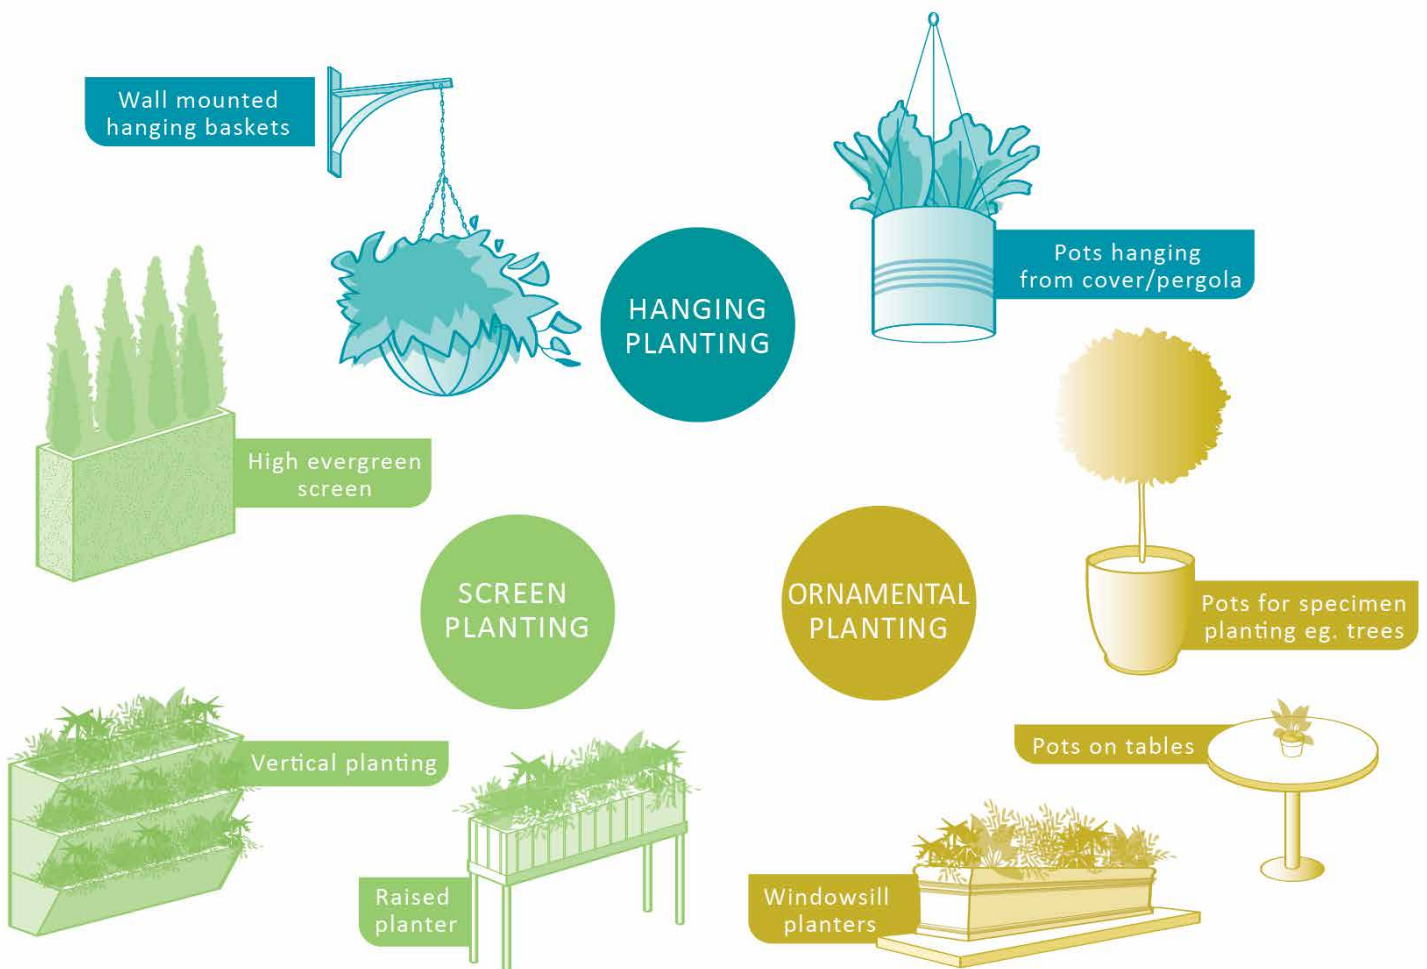 Wall mounted
hanging baskets
HANGING
PLANTING
Pots hanging
from cover/pergola
High evergreen
screen
SCREEN
PLANTING
ORNAMENTAL
PLANTING
Pots for specimen
planting eg. trees
Vertical planting
Pots on tables
Raised
planter
Windowsill
planters